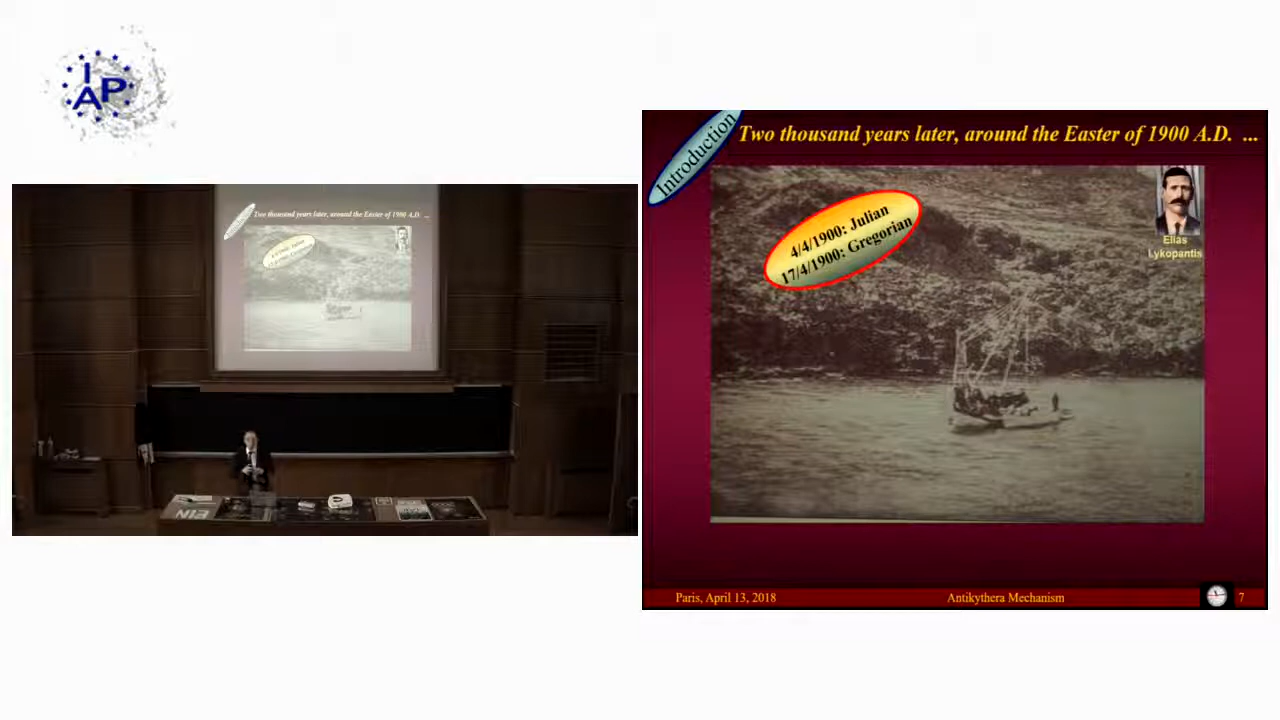 I
AP
Two thousand years later, around the Easter of 1900 A.D. ...
Two thousand years later, around the Easter of 1900 A.D. ...
Introduction
4/4/1900: Julian
17/4/1900: Gregorian
Elias
Lykopantis
Paris, April 13, 2018
Antikythera Mechanism
7